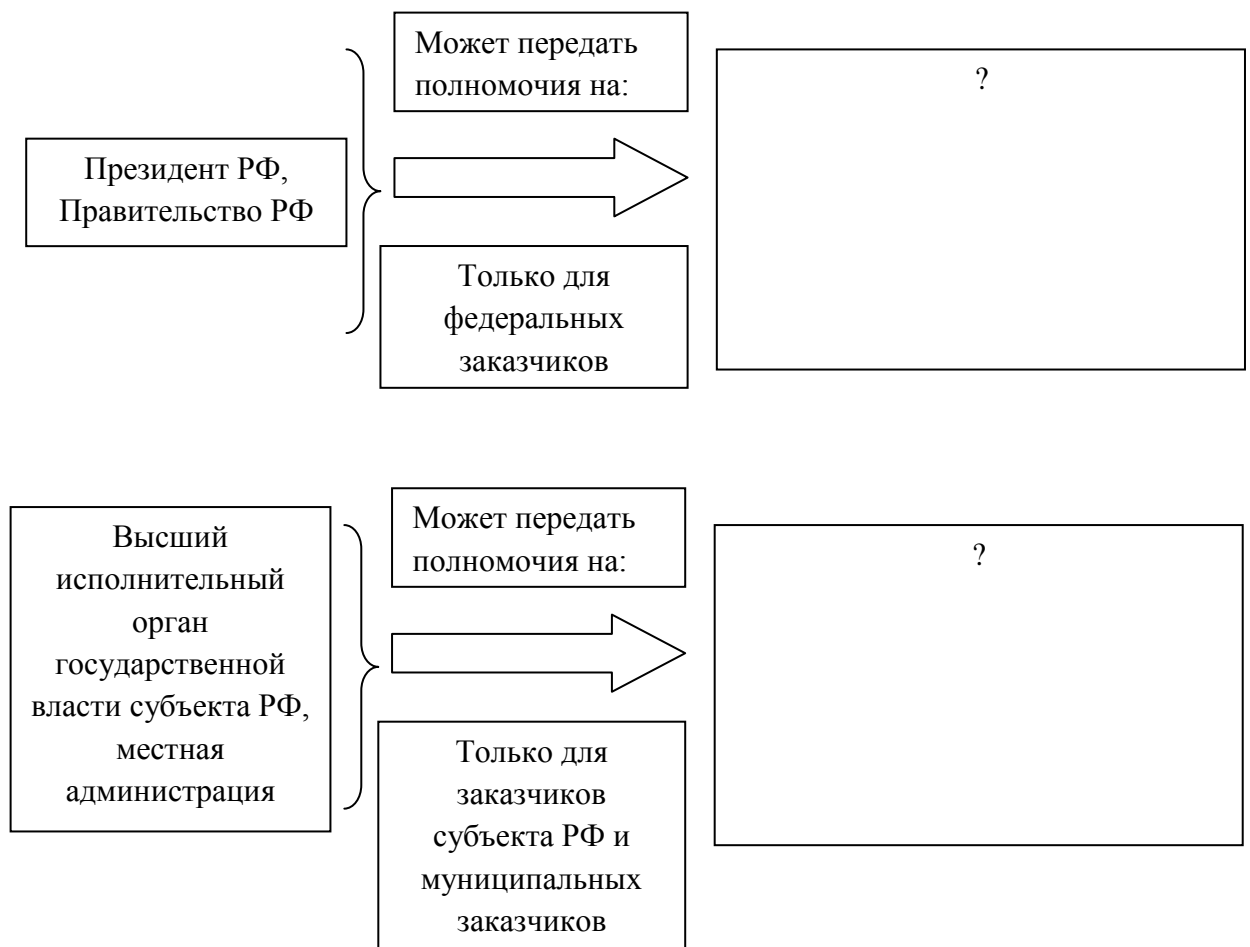 Президент РФ,
Правительство РФ
Может передать
полномочия на:
Только для
федеральных
заказчиков
?
Высший
исполнительный
орган
государственной
власти субъекта РФ,
местная
администрация
Может передать
полномочия на:
Только для
заказчиков
субъекта РФ и
муниципальных
заказчиков
?